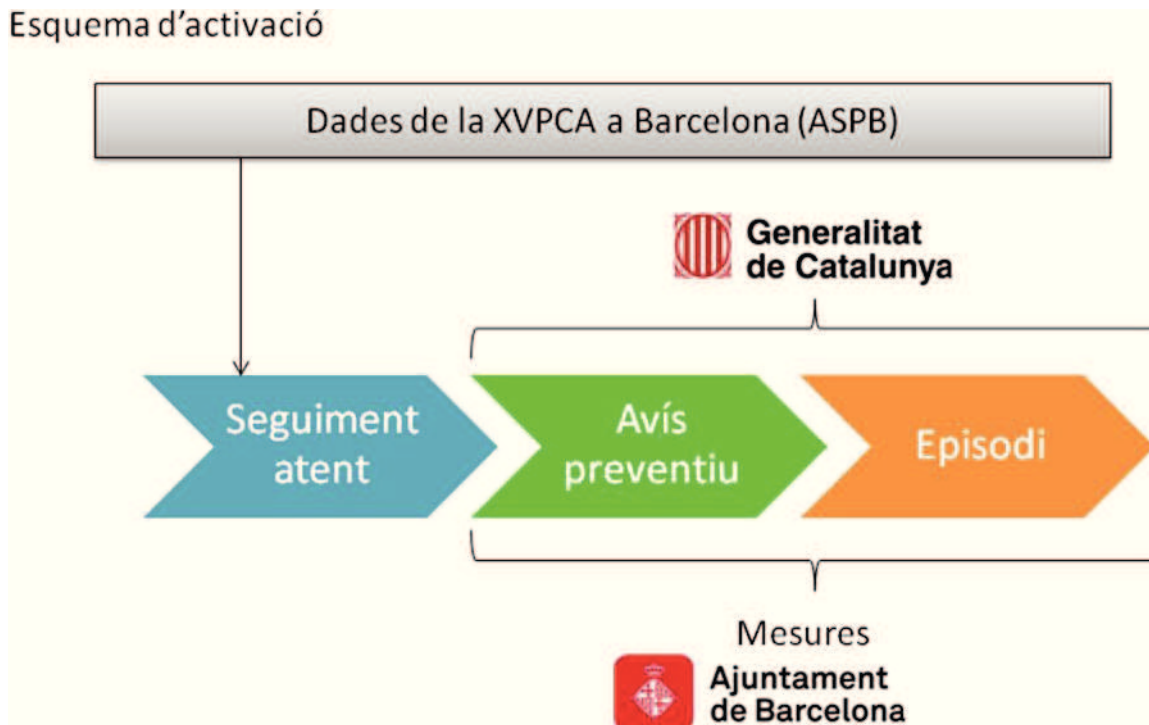 Esquema d'activació
Dades de la XVPCA a Barcelona (ASPB)
Generalitat
de Catalunya
Seguiment
atent
Avís
preventiu
Episodi
Mesures
Ajuntament
de Barcelona